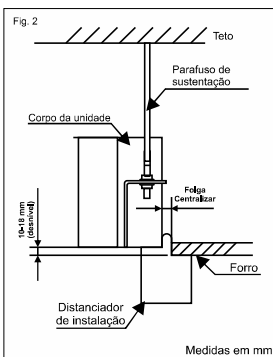 Fig. 2
Teto
Parafuso de
sustentação
Corpo da unidade
Folga
Centralizar
10-18 mm
(desnível)
Forro
Distanciador
de instalação
Medidas em mm